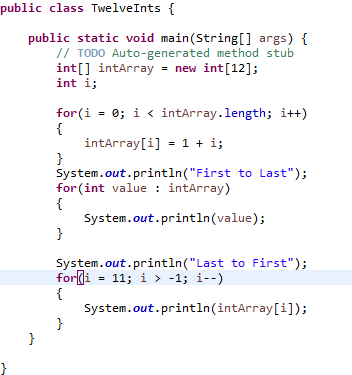 public class TwelveInts {
public static void main(String[] args) {
// TODO Auto-generated method stub
int[] intArray = new int[12];
int i;
for(i = 0; i < intArray.length; i++)
{
intArray[i] = 1 + i;
}
System.out.println("First to Last");
for(int value : intArray)
{
System.out.println(value);
}
System.out.println("Last to First");
for(i = 11; i > -1; i--)
{
System.out.println(intArray[i]);
}
}
}